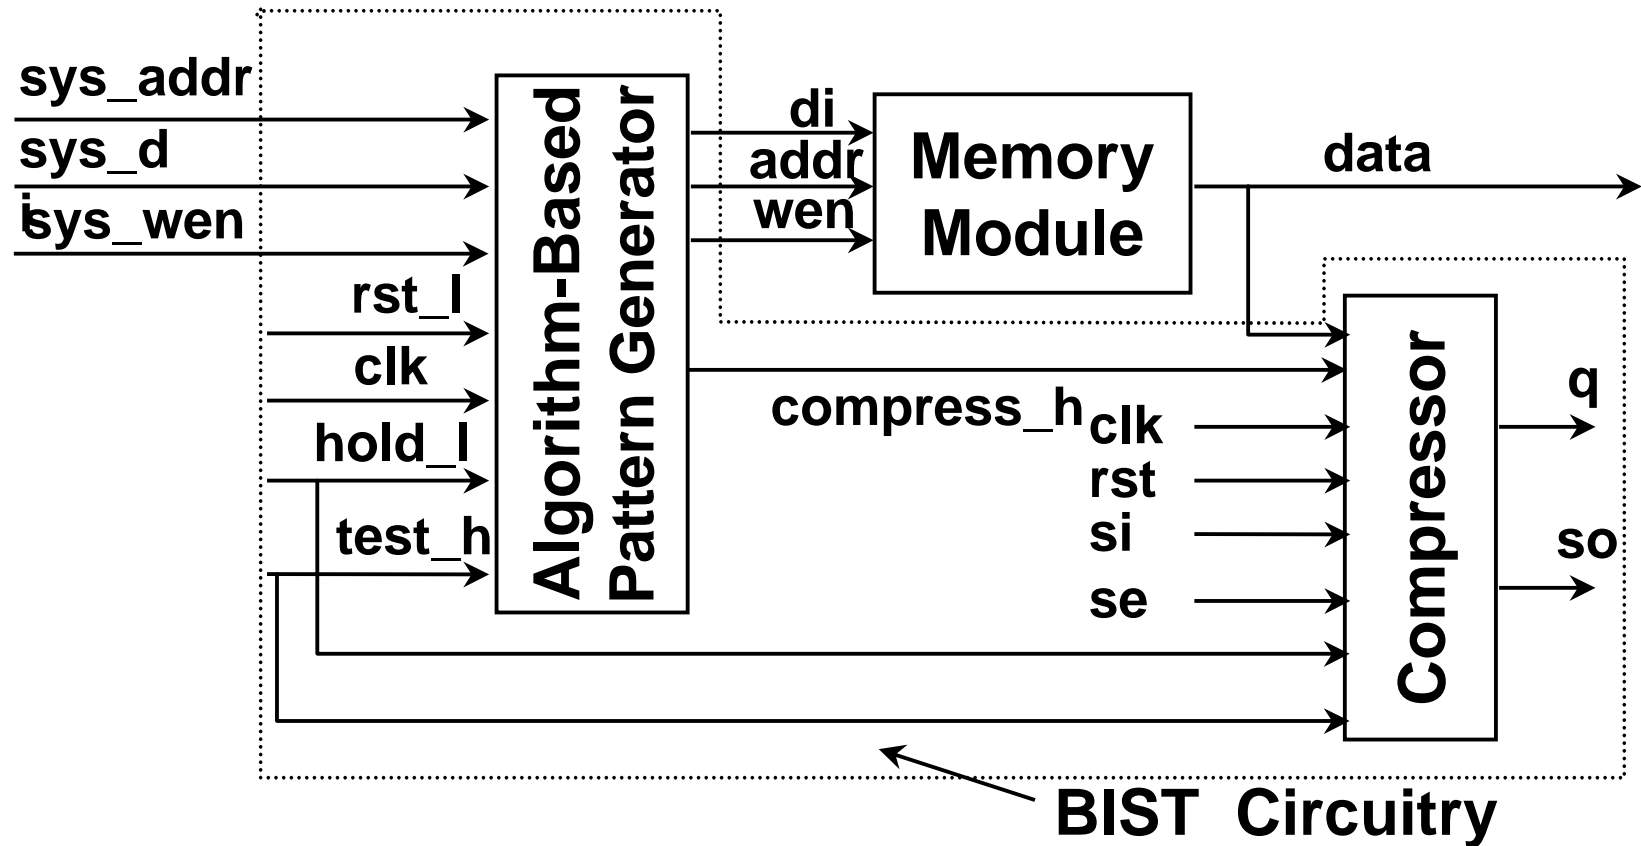 sys_addr
sys_d
i
sys_wen
rst_l
clk
hold_l
test_h
Algorithm-Based
Pattern Generator
di
addr
wen
Memory
Module
data
compress_h
clk
rst
si
se
Compressor
q
so
BIST Circuitry